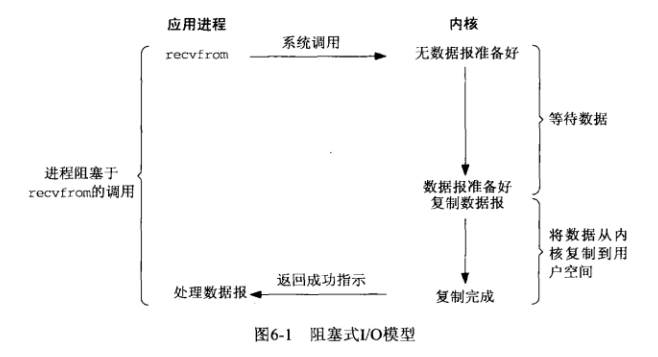 应用进程
内核
recvfrom
系统调用
无数据报准备好
等待数据
进程阻塞于
recvfrom的调用
数据报准备好
复制数据报
将数据从内
核复制到用
户空间
处理数据报
返回成功指示
复制完成
图6-1 阻塞式I/O模型